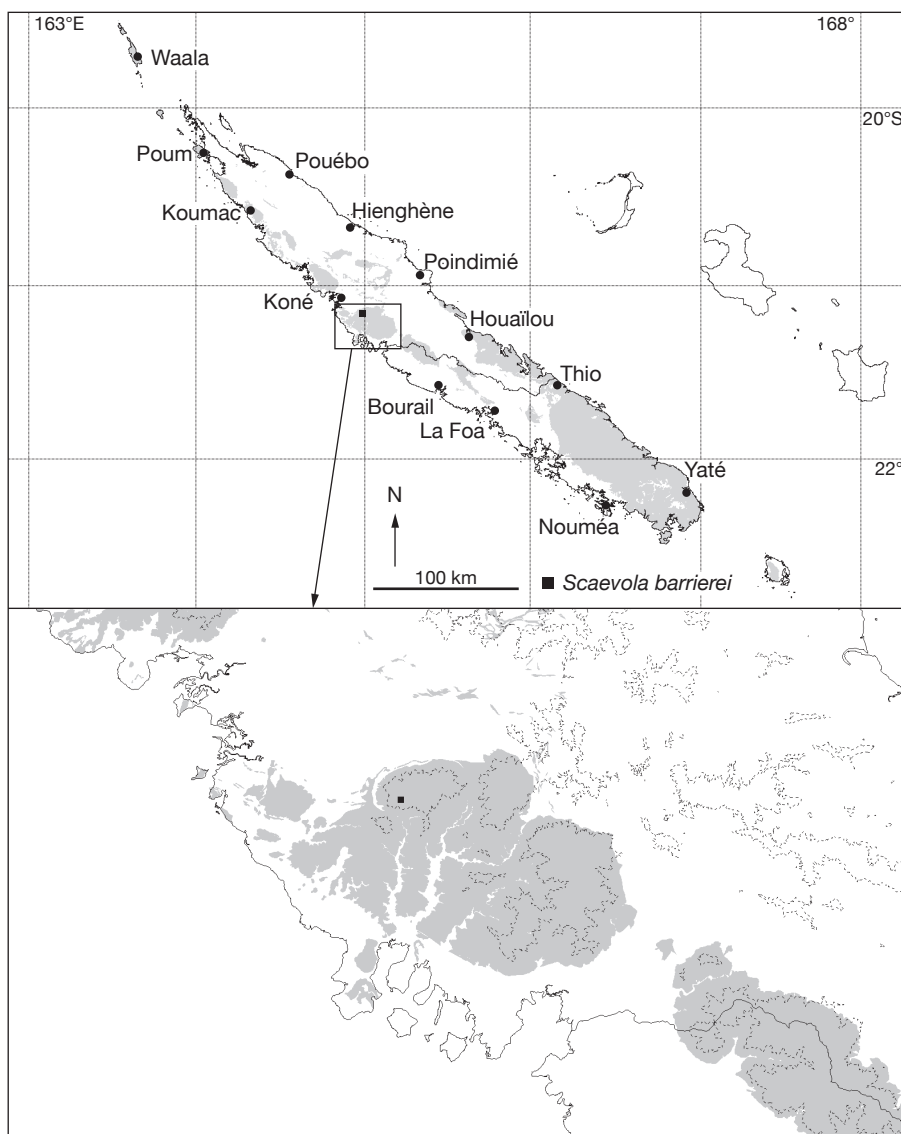 163°E
168°
Waala
20°S
Poum
Pouébo
Koumac
Hienghène
Poindimié
Koné
Houaïlou
Thio
Bourail
La Foa
22°
Yaté
N
Nouméa
100 km
Scaevola barrierei